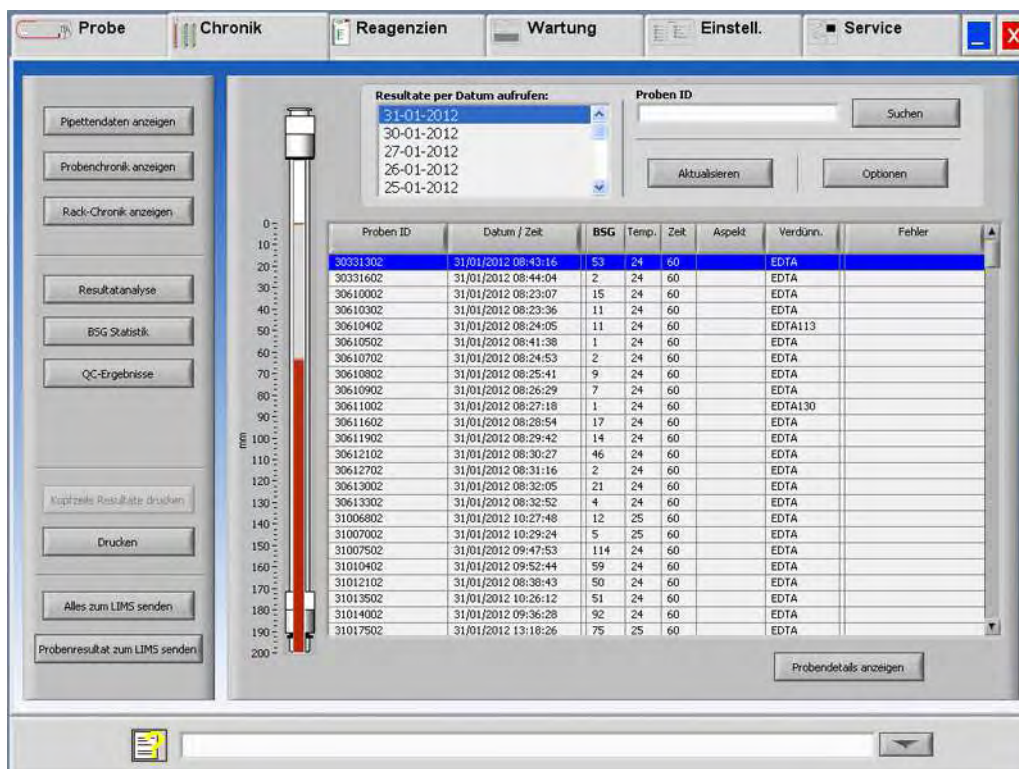 Probe Chronik Reagenzien Wartung Einstell. Service
Resultate per Datum aufrufen:
31-01-2012
30-01-2012
27-01-2012
26-01-2012
25-01-2012
Proben ID
Suchen
Aktualisieren
Optionen
Pipettendaten anzeigen
Probenchronik anzeigen
Rack-Chronik anzeigen
Resultatanalyse
BSG Statistik
QC-Ergebnisse
Kopfzeile Resultate drucken
Drucken
Alles zum LIMS senden
Probenresultat zum LIMS senden
mm
0
10
20
30
40
50
60
70
80
90
100
110
120
130
140
150
160
170
180
190
200
Proben ID Datum / Zeit BSG Temp. Zeit Aspekt Verdünn. Fehler
30331302 31/01/2012 08:43:16 53 24 60 EDTA
30331602 31/01/2012 08:44:04 2 24 60 EDTA
30610002 31/01/2012 08:23:07 15 24 60 EDTA
30610302 31/01/2012 08:23:36 11 24 60 EDTA
30610402 31/01/2012 08:24:05 11 24 60 EDTA113
30610502 31/01/2012 08:41:38 1 24 60 EDTA
30610702 31/01/2012 08:24:53 2 24 60 EDTA
30610802 31/01/2012 08:25:41 9 24 60 EDTA
30610902 31/01/2012 08:26:29 7 24 60 EDTA
30611002 31/01/2012 08:27:18 1 24 60 EDTA130
30611602 31/01/2012 08:28:54 17 24 60 EDTA
30611902 31/01/2012 08:29:42 14 24 60 EDTA
30612102 31/01/2012 08:30:27 46 24 60 EDTA
30612702 31/01/2012 08:31:16 2 24 60 EDTA
30613002 31/01/2012 08:32:05 21 24 60 EDTA
30613302 31/01/2012 08:32:52 4 24 60 EDTA
31006802 31/01/2012 10:27:48 12 25 60 EDTA
31007002 31/01/2012 10:29:24 5 25 60 EDTA
31007502 31/01/2012 09:47:53 114 24 60 EDTA
31010402 31/01/2012 09:52:44 59 24 60 EDTA
31012102 31/01/2012 08:38:43 50 24 60 EDTA
31013502 31/01/2012 10:26:12 51 24 60 EDTA
31014002 31/01/2012 09:36:28 92 24 60 EDTA
31017502 31/01/2012 13:18:26 75 25 60 EDTA
Probendetails anzeigen